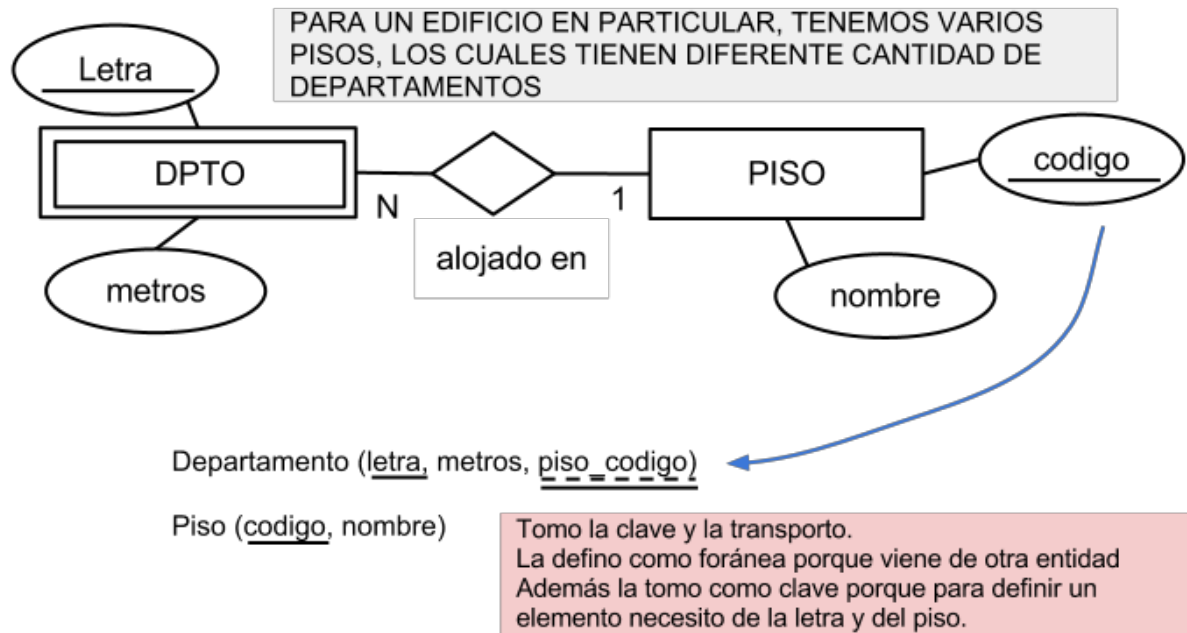 PARA UN EDIFICIO EN PARTICULAR, TENEMOS VARIOS
PISOS, LOS CUALES TIENEN DIFERENTE CANTIDAD DE
DEPARTAMENTOS
Letra
DPTO
N
1
PISO
codigo
alojado en
metros
nombre
Departamento (letra, metros, piso_codigo)
Piso (codigo, nombre)
Tomo la clave y la transporto.
La defino como foránea porque viene de otra entidad
Además la tomo como clave porque para definir un
elemento necesito de la letra y del piso.